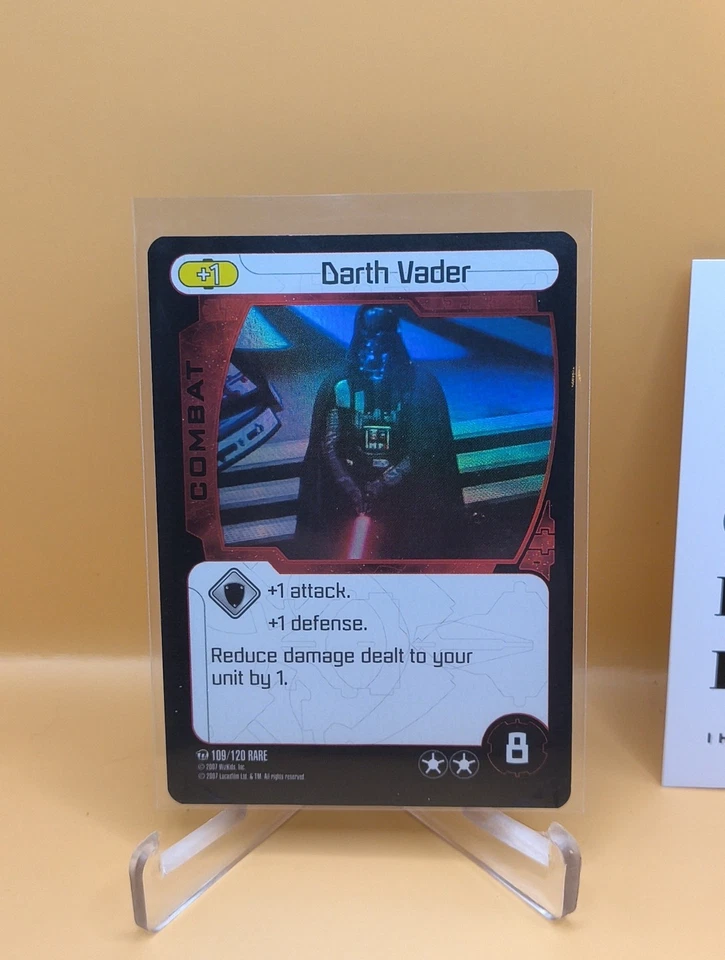 +1
Darth Vader
COMBAT
+1 attack.
+1 defense.
Reduce damage dealt to your
unit by 1.
8
109/120 RARE
© 2007 WizKids, Inc.
© 2007 Lucasfilm Ltd. & TM. All rights reserved.